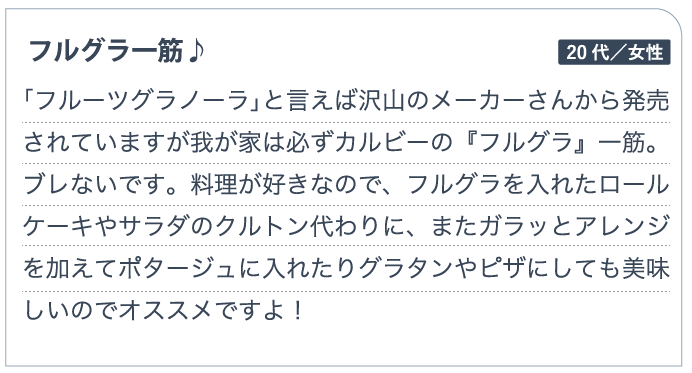 フルグラ一筋♪
20代／女性
「フルーツグラノーラ」と言えば沢山のメーカーさんから発売
されていますが我が家は必ずカルビーの『フルグラ』一筋。
ブレないです。料理が好きなので、フルグラを入れたロール
ケーキやサラダのクルトン代わりに、またガラッとアレンジ
を加えてポタージュに入れたりグラタンやピザにしても美味
しいのでオススメですよ！